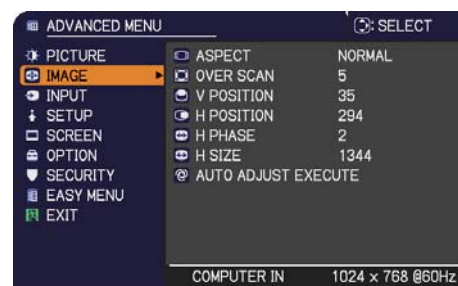 ADVANCED MENU : SELECT
PICTURE
IMAGE
INPUT
SETUP
SCREEN
OPTION
SECURITY
EASY MENU
EXIT
ASPECT NORMAL
OVER SCAN 5
V POSITION 35
H POSITION 294
H PHASE 2
H SIZE 1344
AUTO ADJUST EXECUTE
COMPUTER IN 1024 x 768 @60Hz